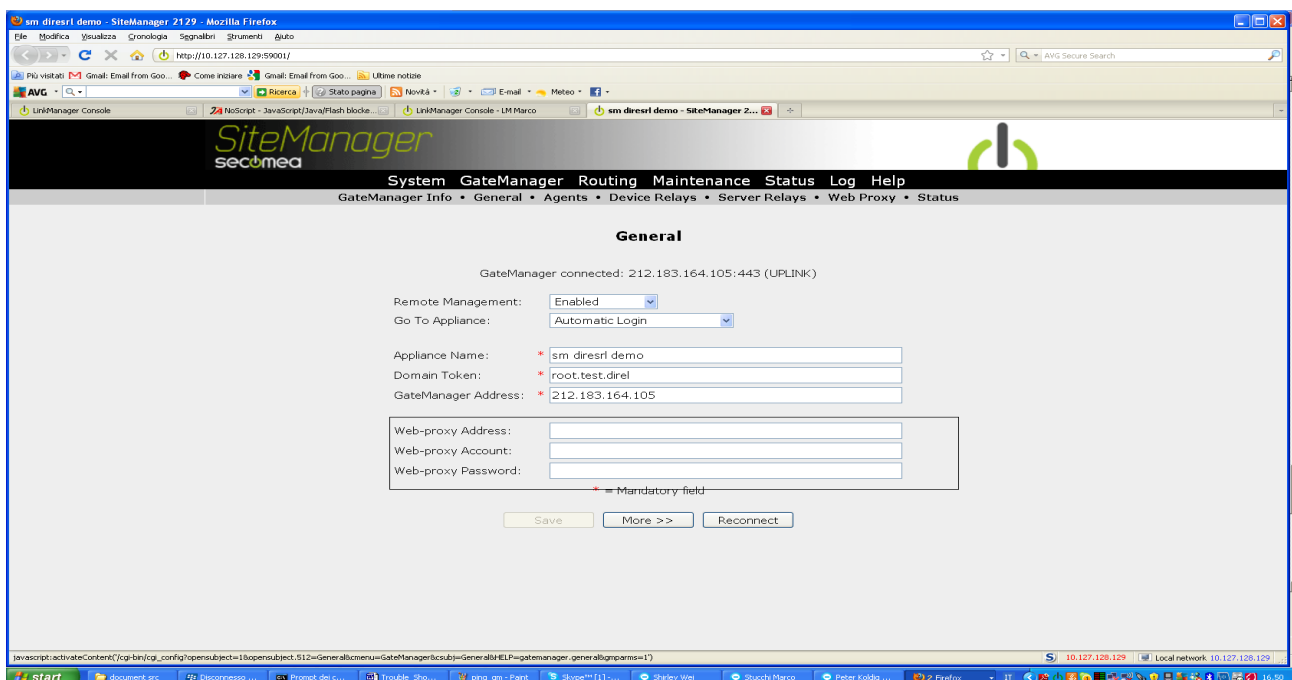 sm diresrl demo - SiteManager 2129 - Mozilla Firefox
File Modifica Visualizza Cronologia Segnalibri Strumenti Aiuto
http://10.127.128.129:59001/
AVG Secure Search
Più visitati Gmail: Email from Goo... Come iniziare Gmail: Email from Goo... Ultime notizie
AVG Ricerca Stato pagina Novità E-mail Meteo
LinkManager Console NoScript - JavaScript/Java/Flash blocke... LinkManager Console - LM Marco sm diresrl demo - SiteManager 2...
SiteManager
secomea
System GateManager Routing Maintenance Status Log Help
GateManager Info • General • Agents • Device Relays • Server Relays • Web Proxy • Status
General
GateManager connected: 212.183.164.105:443 (UPLINK)
Remote Management: Enabled
Go To Appliance: Automatic Login
Appliance Name: * sm diresrl demo
Domain Token: * root.test.direl
GateManager Address: * 212.183.164.105
Web-proxy Address:
Web-proxy Account:
Web-proxy Password:
* = Mandatory field
Save More >> Reconnect
javascript:activateContent('/cgi-bin/cgi_config?opensubject=1&opensubject.512=General&cmenu=GateManager&csubj=General&HELP=gatemanager.general&gmparms=1')
10.127.128.129 Local network 10.127.128.129
start document src Disconnesso ... Prompt dei c... Trouble_Sho... ping_gm - Paint Skype™ [1] -... Shirley Wei Stucchi Marco Peter Koldig ... 2 Firefox IT 16.50